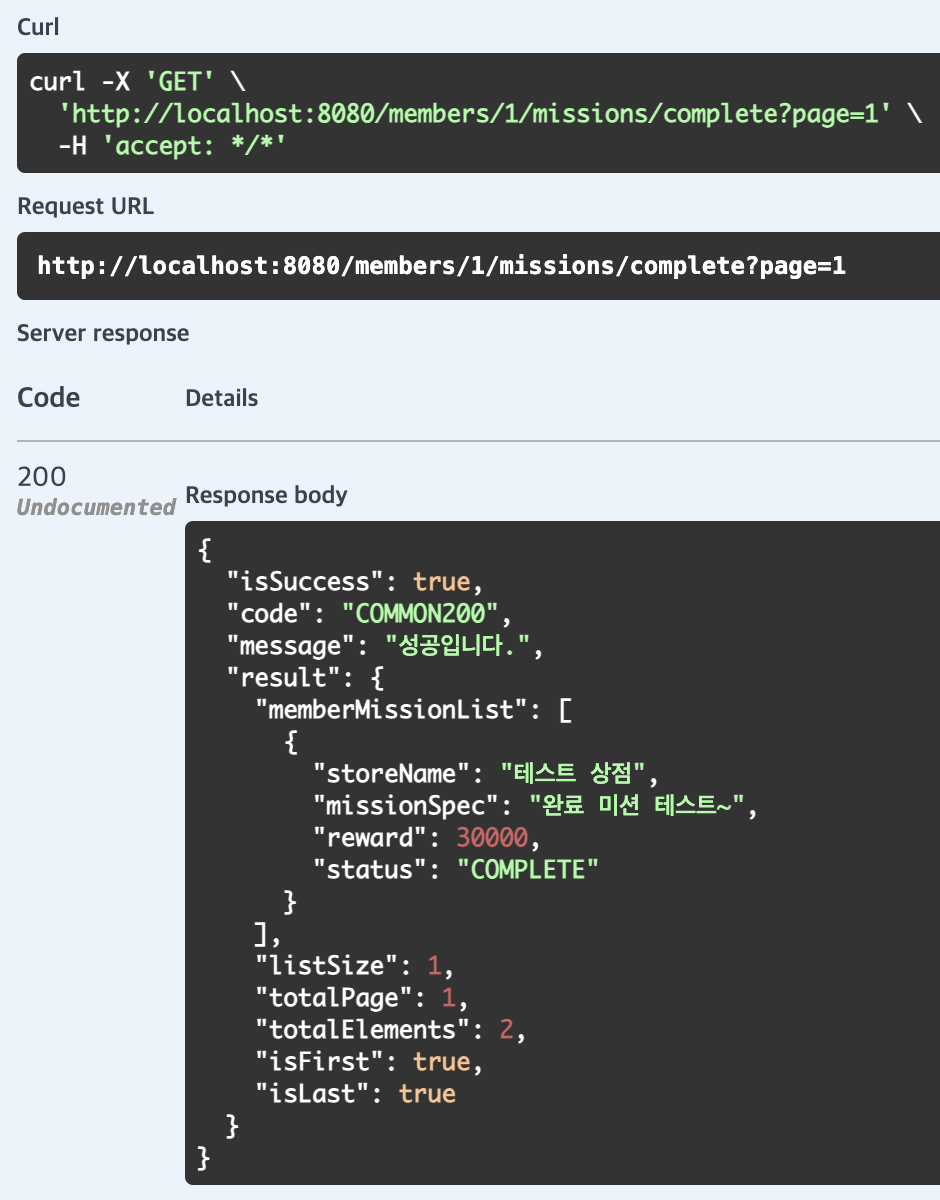 Curl
curl -X 'GET' \
  'http://localhost:8080/members/1/missions/complete?page=1' \
  -H 'accept: */*'
Request URL
http://localhost:8080/members/1/missions/complete?page=1
Server response
Code Details
200
Undocumented
Response body
{
  "isSuccess": true,
  "code": "COMMON200",
  "message": "성공입니다.",
  "result": {
    "memberMissionList": [
      {
        "storeName": "테스트 상점",
        "missionSpec": "완료 미션 테스트~",
        "reward": 30000,
        "status": "COMPLETE"
      }
    ],
    "listSize": 1,
    "totalPage": 1,
    "totalElements": 2,
    "isFirst": true,
    "isLast": true
  }
}